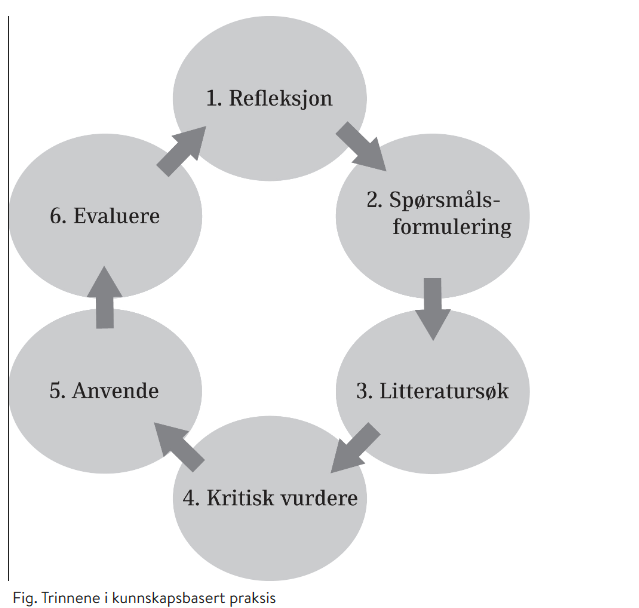 1. Refleksjon
2. Spørsmåls-
formulering
3. Litteratursøk
4. Kritisk vurdere
5. Anvende
6. Evaluere
Fig. Trinnene i kunnskapsbasert praksis